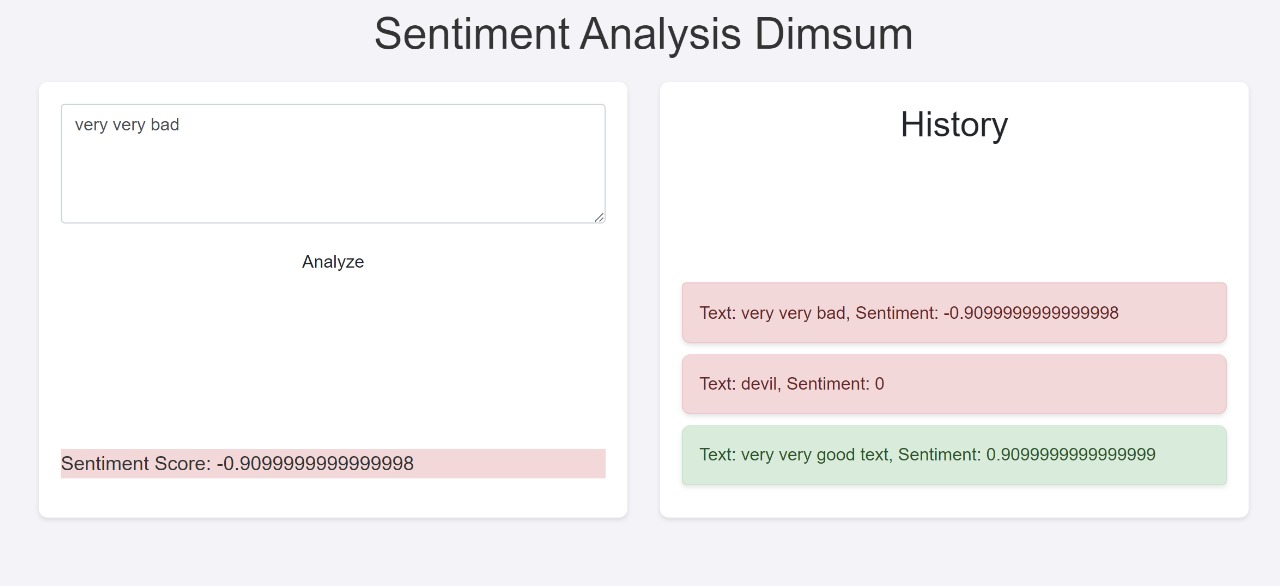 Sentiment Analysis Dimsum
very very bad
Analyze
Sentiment Score: -0.9099999999999998
History
Text: very very bad, Sentiment: -0.9099999999999998
Text: devil, Sentiment: 0
Text: very very good text, Sentiment: 0.9099999999999999